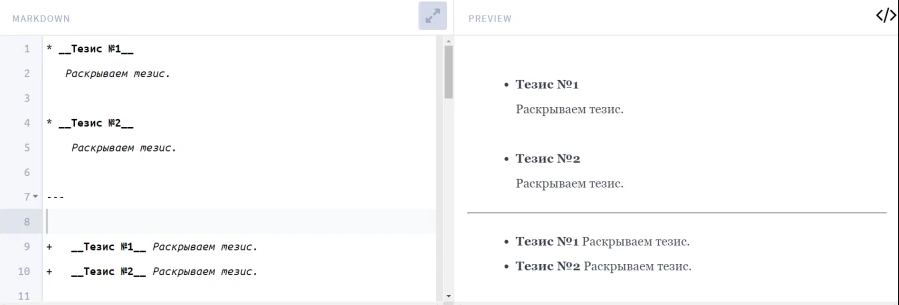 MARKDOWN
1 * __Тезис №1__
2 Раскрываем тезис.
3
4 * __Тезис №2__
5 Раскрываем тезис.
6
7 ---
8
9 + __Тезис №1__ Раскрываем тезис.
10 + __Тезис №2__ Раскрываем тезис.
11
PREVIEW </>
• Тезис №1
Раскрываем тезис.
• Тезис №2
Раскрываем тезис.
• Тезис №1 Раскрываем тезис.
• Тезис №2 Раскрываем тезис.